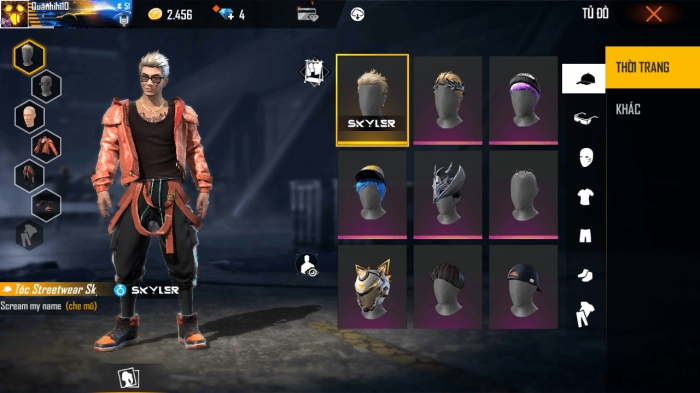 Quanhihi10
51
2.456
+ 4
TỦ ĐỒ
THỜI TRANG
KHÁC
SKYLER
Tóc Streetwear Sk
SKYLER
Scream my name (che mũ)